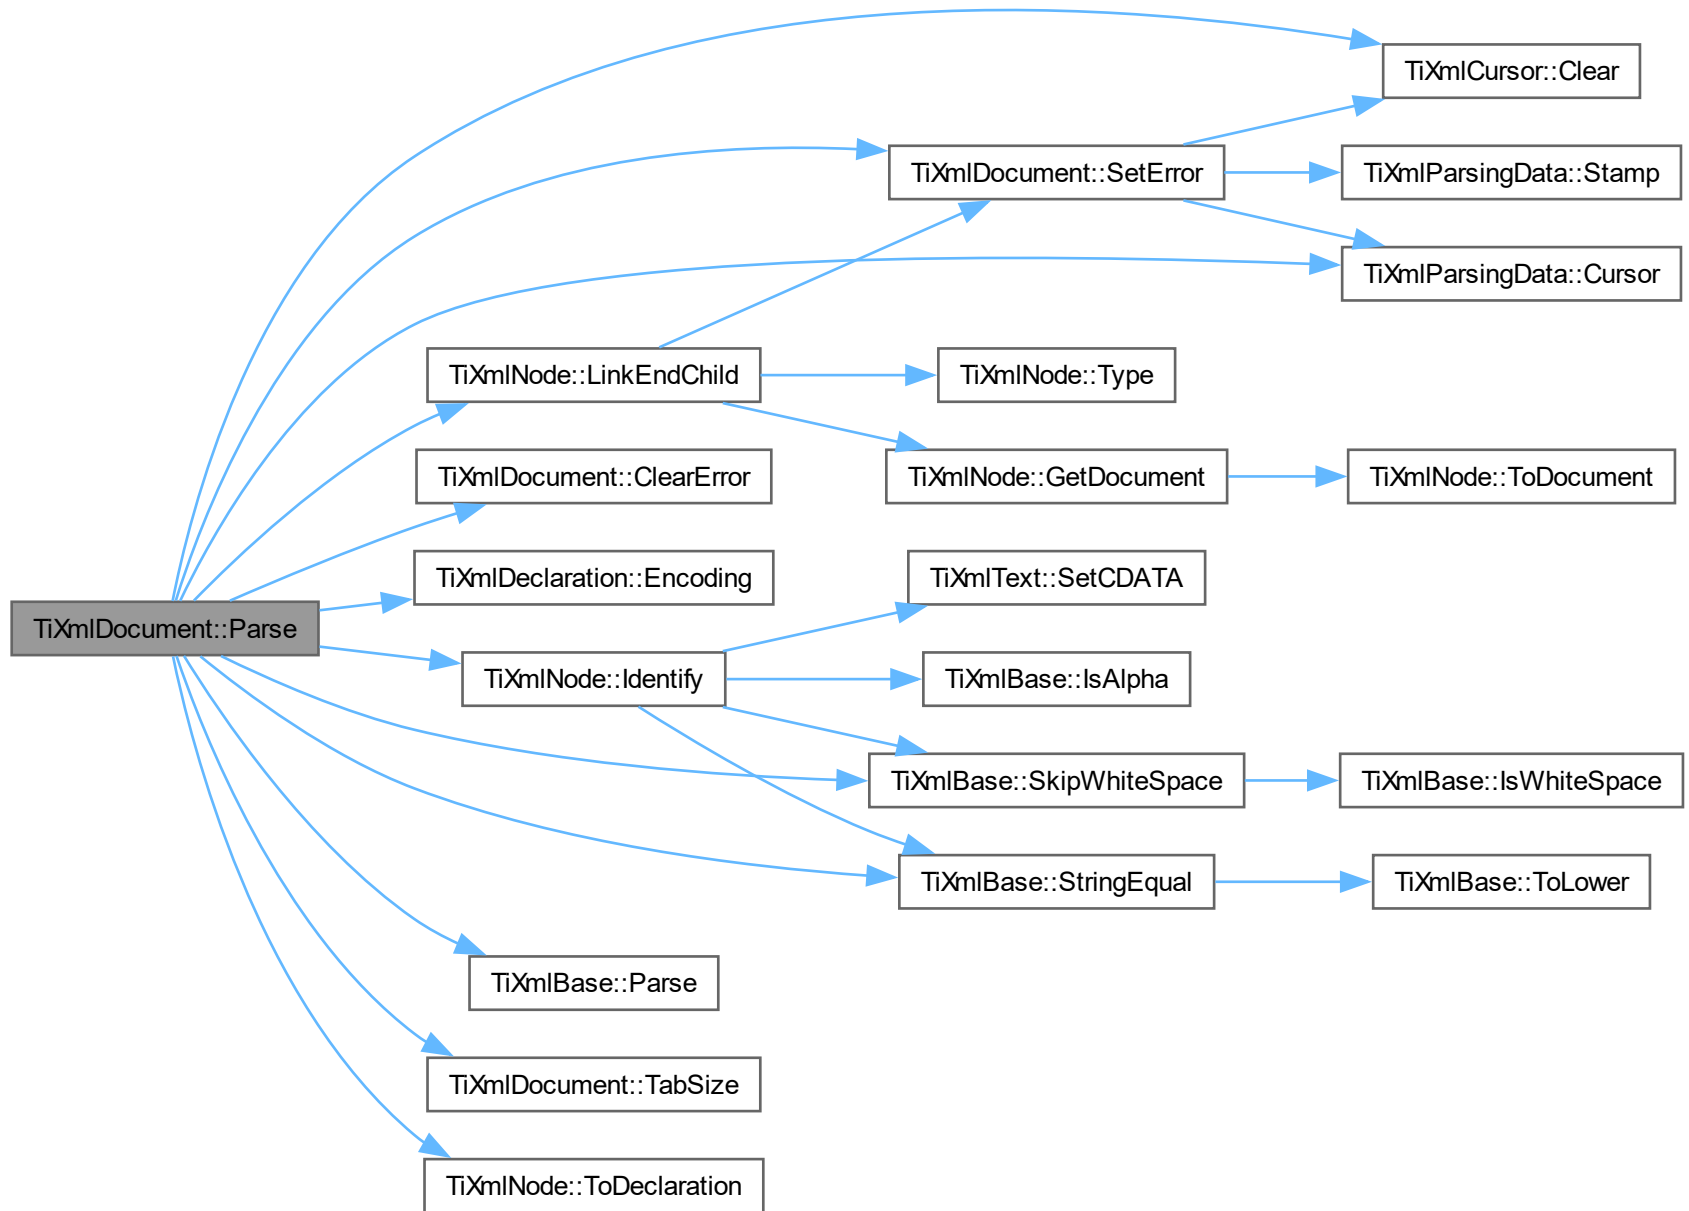 TiXmlCursor::Clear
TiXmlDocument::SetError
TiXmlParsingData::Stamp
TiXmlParsingData::Cursor
TiXmlNode::LinkEndChild
TiXmlNode::Type
TiXmlDocument::ClearError
TiXmlNode::GetDocument
TiXmlNode::ToDocument
TiXmlDeclaration::Encoding
TiXmlText::SetCDATA
TiXmlDocument::Parse
TiXmlNode::Identify
TiXmlBase::IsAlpha
TiXmlBase::SkipWhiteSpace
TiXmlBase::IsWhiteSpace
TiXmlBase::StringEqual
TiXmlBase::ToLower
TiXmlBase::Parse
TiXmlDocument::TabSize
TiXmlNode::ToDeclaration